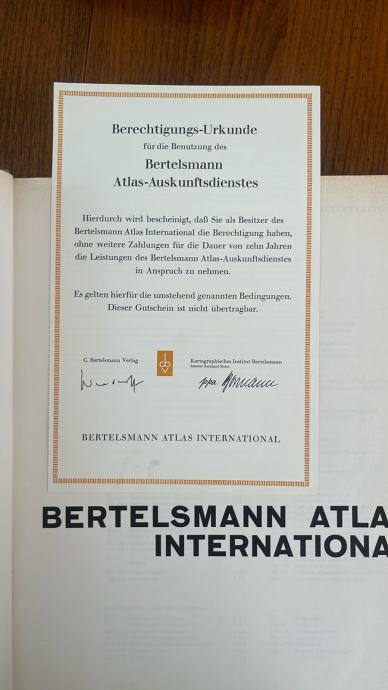 Berechtigungs-Urkunde
für die Benutzung des
Bertelsmann
Atlas-Auskunftsdienstes
Hierdurch wird bescheinigt, daß Sie als Besitzer des
Bertelsmann Atlas International die Berechtigung haben,
ohne weitere Zahlungen für die Dauer von zehn Jahren
die Leistungen des Bertelsmann Atlas-Auskunftsdienstes
in Anspruch zu nehmen.
Es gelten hierfür die umstehend genannten Bedingungen.
Dieser Gutschein ist nicht übertragbar.
C. Bertelsmann Verlag
Kartographisches Institut Bertelsmann
BERTELSMANN ATLAS INTERNATIONAL
BERTELSMANN ATLA
INTERNATIONA